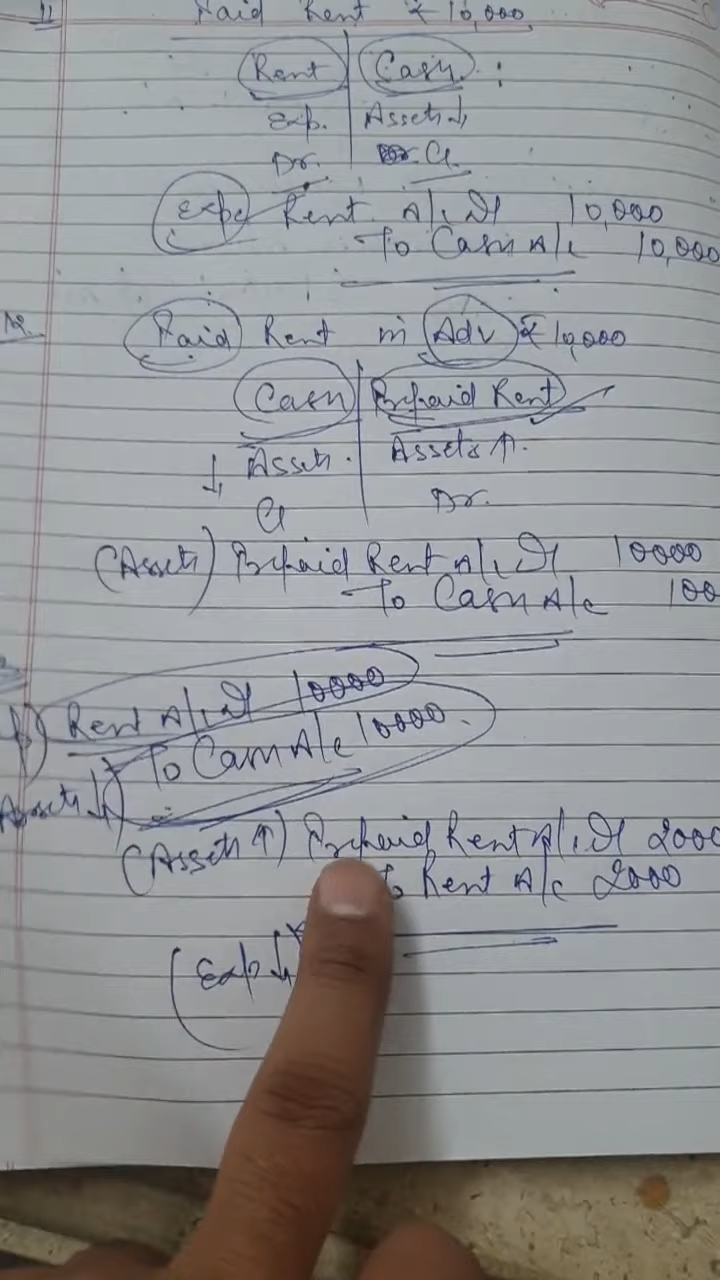 Paid Rent ₹ 10,000
Rent Cash :
Exp. Assets ↓
Dr. Cr.
Exp Rent A/c Dr 10,000
To Cash A/c 10,000
Paid Rent in Adv ₹ 10,000
Cash Prepaid Rent
↓ Assets. Assets ↑.
Cr Dr.
(Assets) Prepaid Rent A/c Dr 10000
To Cash A/c 100
Rent A/c Dr 10000
To Cash A/c 10000.
Assets ↓
(Assets ↑) Prepaid Rent A/c Dr 2000
To Rent A/c 2000
(Exp ↓